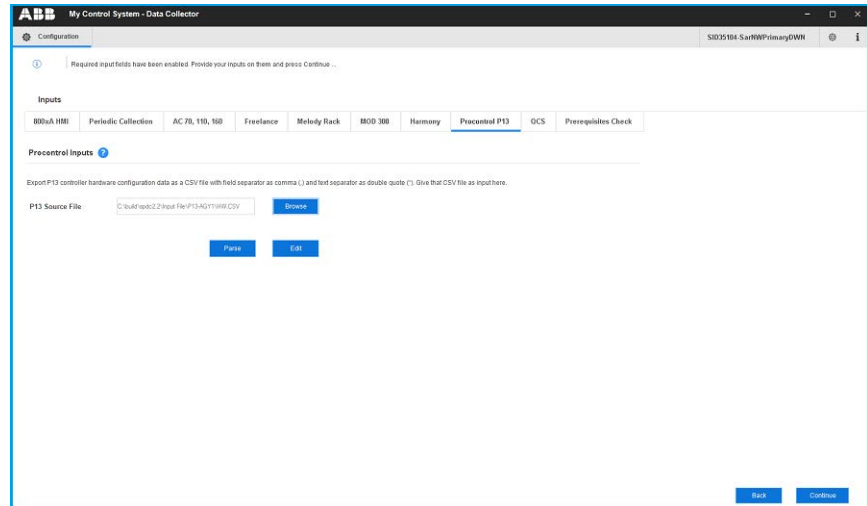 ABB My Control System - Data Collector
Configuration SID35104-SarNWPrimaryDWN
Required input fields have been enabled. Provide your inputs on them and press Continue ...
Inputs
800xA HMI Periodic Collection AC 70, 110, 160 Freelance Melody Rack MOD 300 Harmony Procontrol P13 QCS Prerequisites Check
Procontrol Inputs ?
Export P13 controller hardware configuration data as a CSV file with field separator as comma (,) and text separator as double quote ("). Give that CSV file as input here.
P13 Source File Browse
Parse Edit
Back Continue